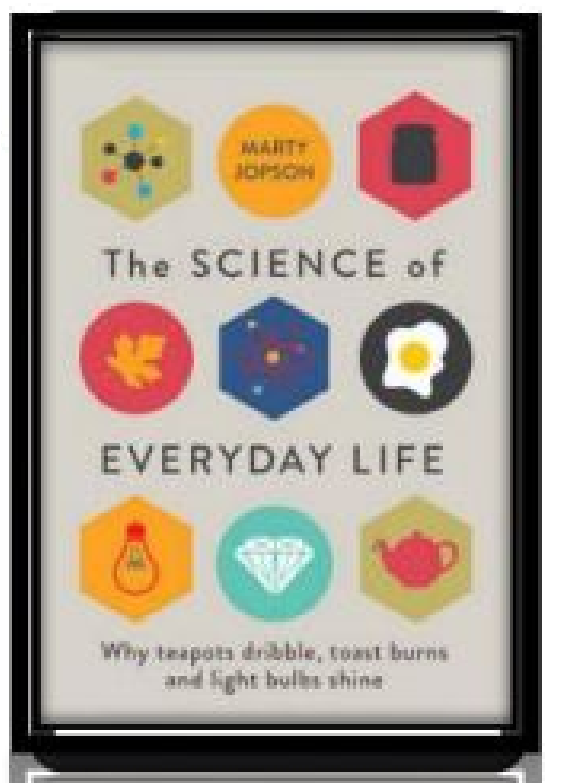 MARTY
JOPSON
The SCIENCE of
EVERYDAY LIFE
Why teapots dribble, toast burns
and light bulbs shine